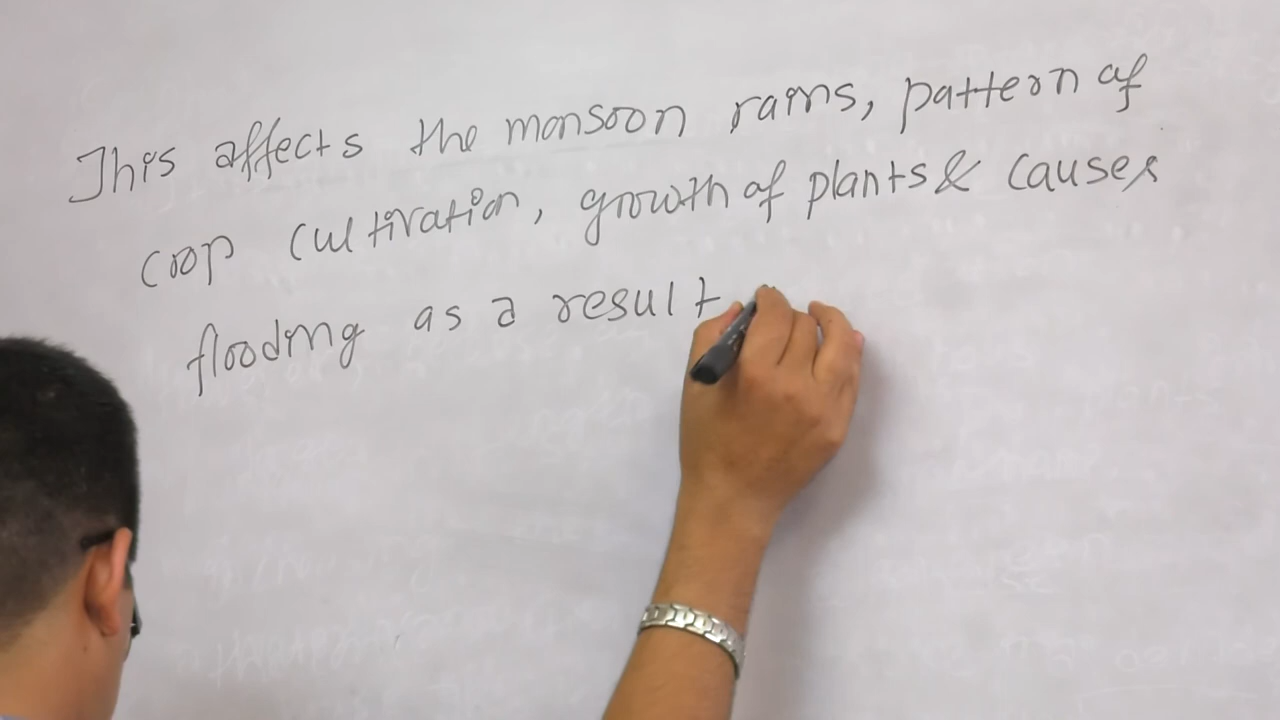 This affects the monsoon rains, pattern of
crop cultivation, growth of plants & causes
flooding as a result